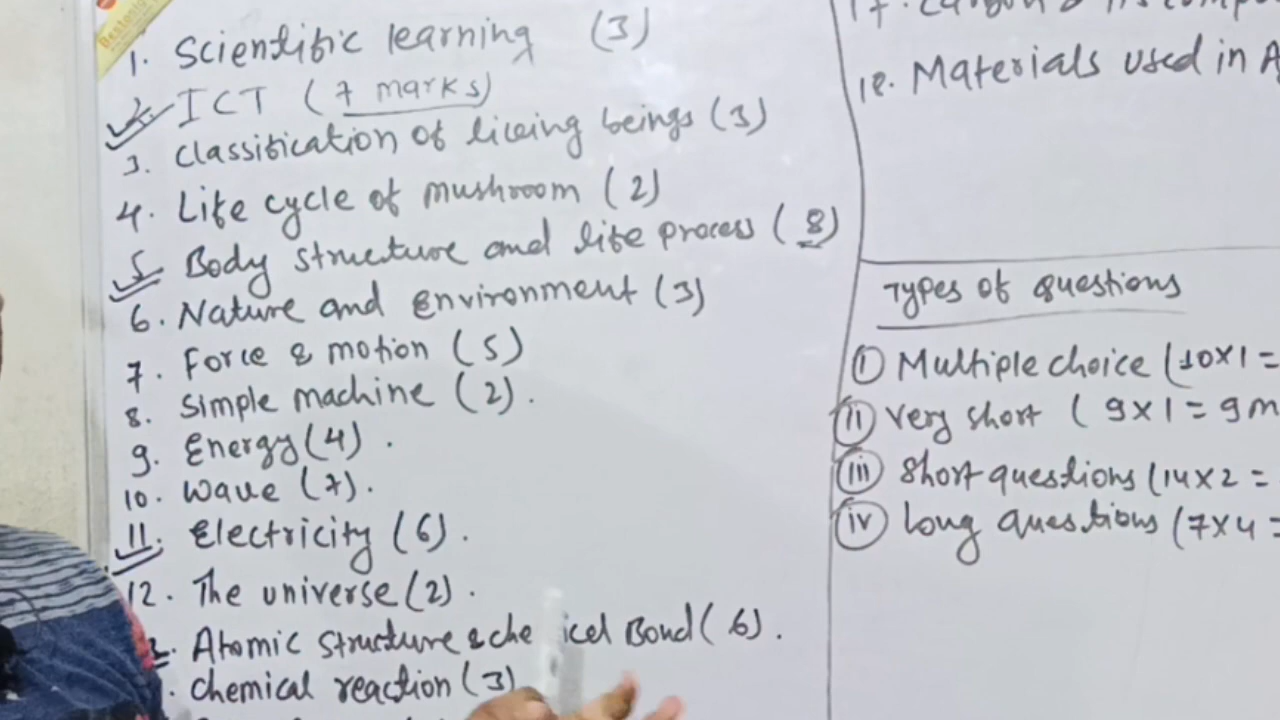 1. Scientific learning (3)
2. ICT (7 marks)
3. Classification of living beings (3)
4. Life cycle of mushroom (2)
5. Body structure and life process (8)
6. Nature and Environment (3)
7. Force & motion (5)
8. Simple machine (2).
9. Energy (4).
10. Wave (7).
11. Electricity (6).
12. The universe (2).
Atomic structure & che ical Bond (6).
. Chemical reaction (3)
17. Carbon & its compo
18. Materials used in
Types of questions
(i) Multiple choice (10x1=
(ii) Very short (9x1=9m
(iii) Short questions (14x2=
(iv) Long questions (7x4=